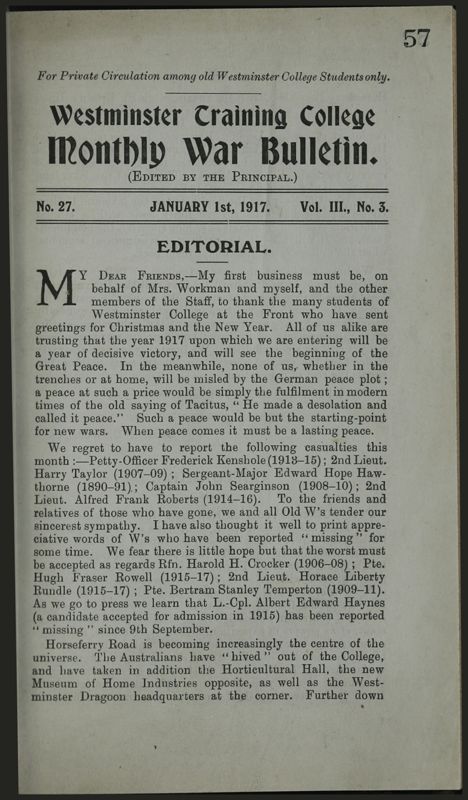 57
For Private Circulation among old Westminster College Students only.
Westminster Training College
Monthly War Bulletin.
(Edited by the Principal.)
No. 27. JANUARY 1st, 1917. Vol. III., No. 3.
EDITORIAL.
MY Dear Friends,—My first business must be, on
behalf of Mrs. Workman and myself, and the other
members of the Staff, to thank the many students of
Westminster College at the Front who have sent
greetings for Christmas and the New Year. All of us alike are
trusting that the year 1917 upon which we are entering will be
a year of decisive victory, and will see the beginning of the
Great Peace. In the meanwhile, none of us, whether in the
trenches or at home, will be misled by the German peace plot;
a peace at such a price would be simply the fulfilment in modern
times of the old saying of Tacitus, "He made a desolation and
called it peace." Such a peace would be but the starting-point
for new wars. When peace comes it must be a lasting peace.
We regret to have to report the following casualties this
month :—Petty-Officer Frederick Kenshole (1913–15); 2nd Lieut.
Harry Taylor (1907–09) ; Sergeant-Major Edward Hope Haw-
thorne (1890–91).; Captain John Searginson (1908–10) ; 2nd
Lieut. Alfred Frank Roberts (1914–16). To the friends and
relatives of those who have gone, we and all Old W's tender our
sincerest sympathy. I have also thought it well to print appre-
ciative words of W's who have been reported "missing" for
some time. We fear there is little hope but that the worst must
be accepted as regards Rfn. Harold H. Crocker (1906–08) ; Pte.
Hugh Fraser Rowell (1915–17) ; 2nd Lieut. Horace Liberty
Rundle (1915–17) ; Pte. Bertram Stanley Temperton (1909–11).
As we go to press we learn that L.-Cpl. Albert Edward Haynes
(a candidate accepted for admission in 1915) has been reported
"missing" since 9th September.
Horseferry Road is becoming increasingly the centre of the
universe. The Australians have "hived" out of the College,
and have taken in addition the Horticultural Hall, the new
Museum of Home Industries opposite, as well as the West-
minster Dragoon headquarters at the corner. Further down